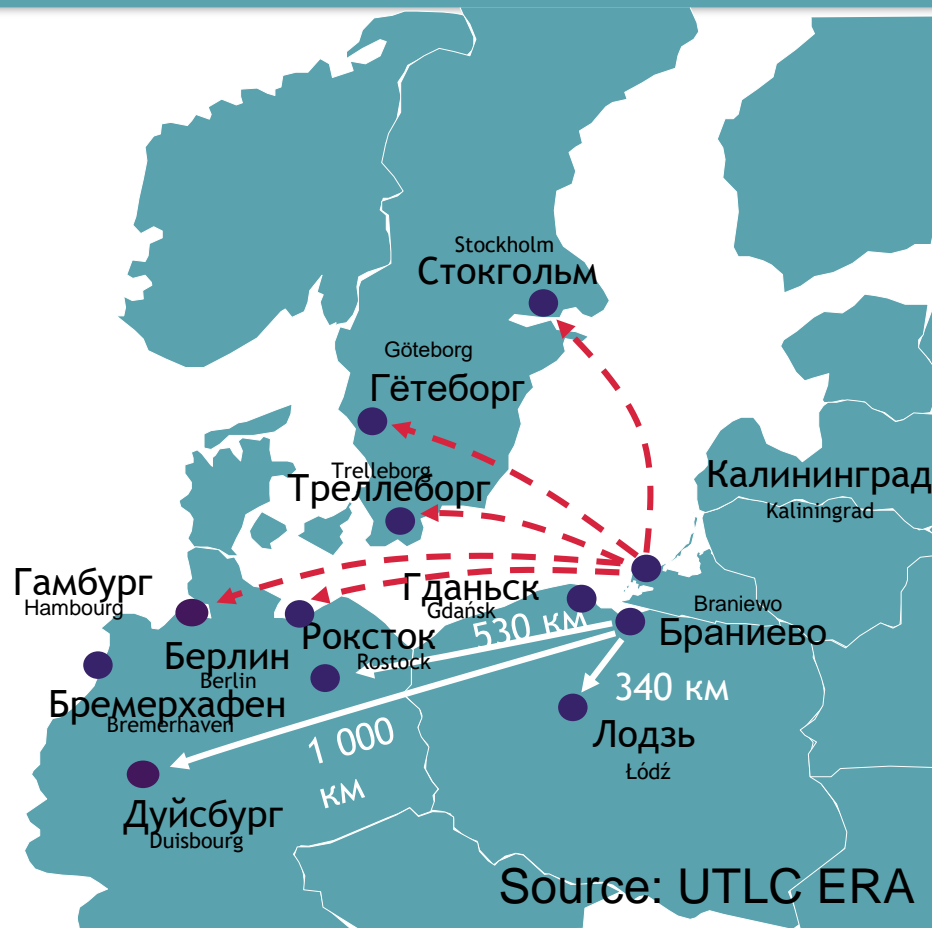 Stockholm
Стокгольм
Göteborg
Гётеборг
Trelleborg
Треллеборг
Калининград
Kaliningrad
Гамбург
Hambourg
Гданьск
Gdańsk
530 км
Braniewo
Браниево
Роксток
Rostock
Берлин
Berlin
340 км
Бремерхафен
Bremerhaven
1 000
км
Лодзь
Łódź
Дуйсбург
Duisbourg
Source: UTLC ERA